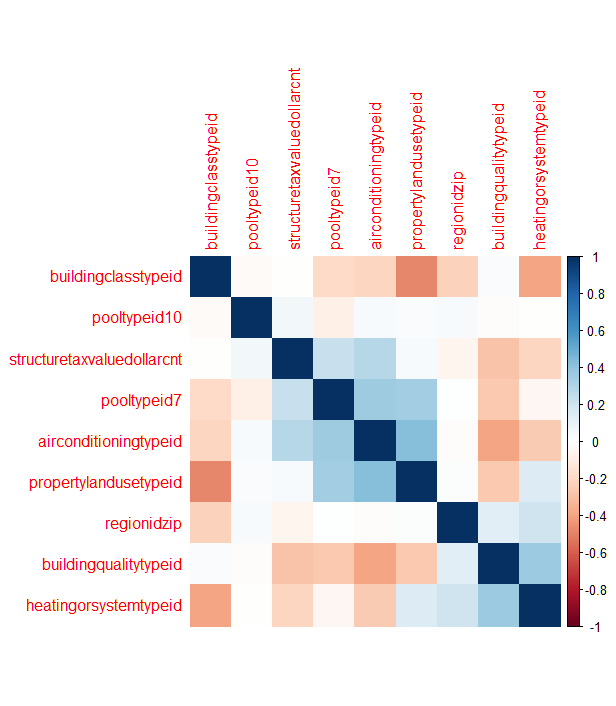 buildingclasstypeid
pooltypeid10
structuretaxvaluedollarcnt
pooltypeid7
airconditioningtypeid
propertylandusetypeid
regionidzip
buildingqualitytypeid
heatingorsystemtypeid
buildingclasstypeid
pooltypeid10
structuretaxvaluedollarcnt
pooltypeid7
airconditioningtypeid
propertylandusetypeid
regionidzip
buildingqualitytypeid
heatingorsystemtypeid
1
0.8
0.6
0.4
0.2
0
-0.2
-0.4
-0.6
-0.8
-1